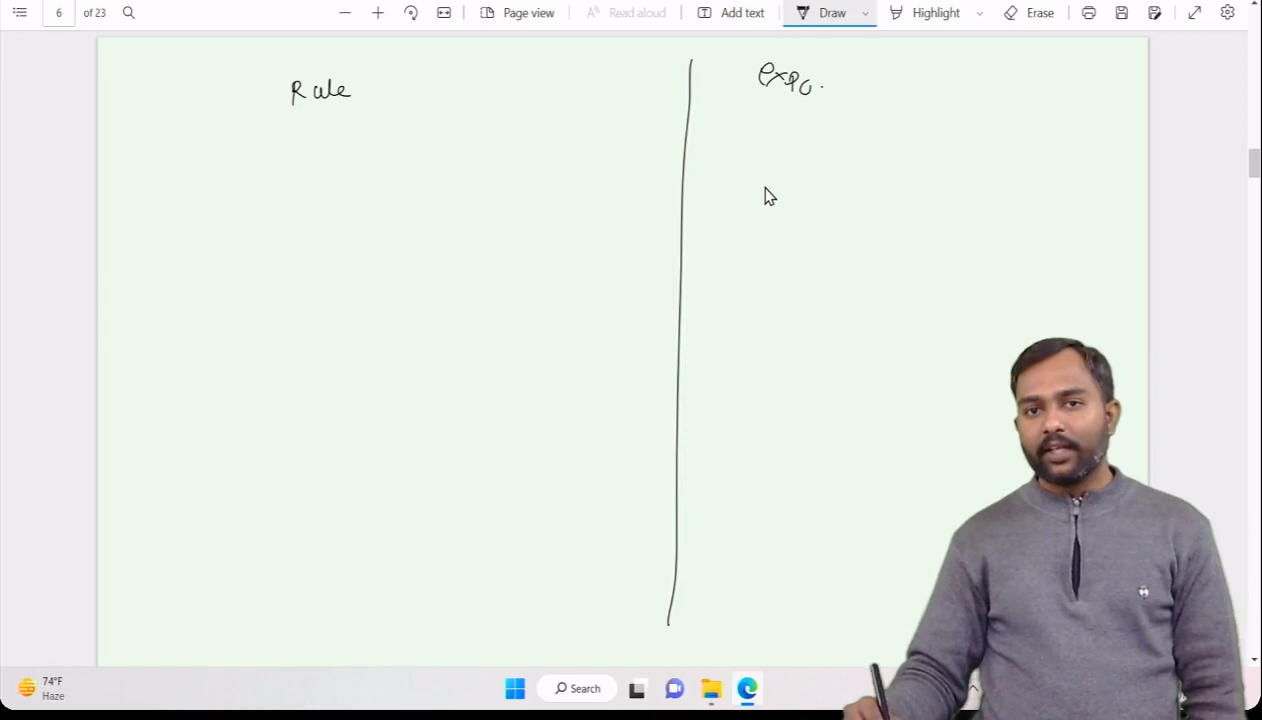 6 of 23 Page view Read aloud Add text Draw Highlight Erase
Rule
expo.
74°F
Haze
Search